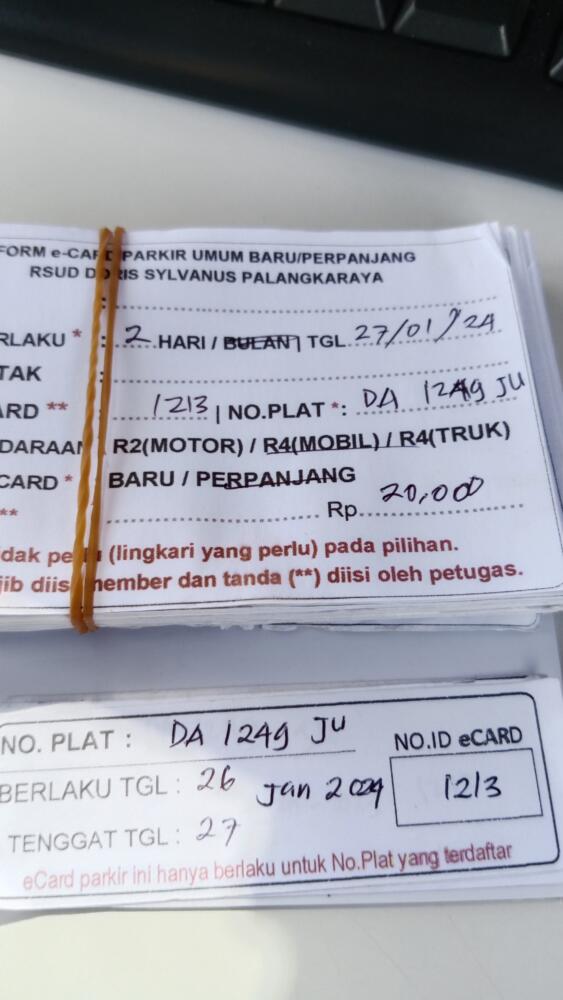 FORM e-CARD PARKIR UMUM BARU/PERPANJANG
RSUD DORIS SYLVANUS PALANGKARAYA
:
RLAKU * : 2 HARI / BULAN | TGL 27/01/'24
TAK :
ARD ** : 1213 | NO.PLAT *: DA 1249 JU
DARAAN R2(MOTOR) / R4(MOBIL) / R4(TRUK)
CARD * BARU / PERPANJANG
** Rp 20,000
dak pe (lingkari yang perlu) pada pilihan.
jib diisi member dan tanda (**) diisi oleh petugas.
NO. PLAT : DA 1249 JU
NO.ID eCARD
BERLAKU TGL : 26 Jan 2024
1213
TENGGAT TGL : 27
eCard parkir ini hanya berlaku untuk No.Plat yang terdaftar